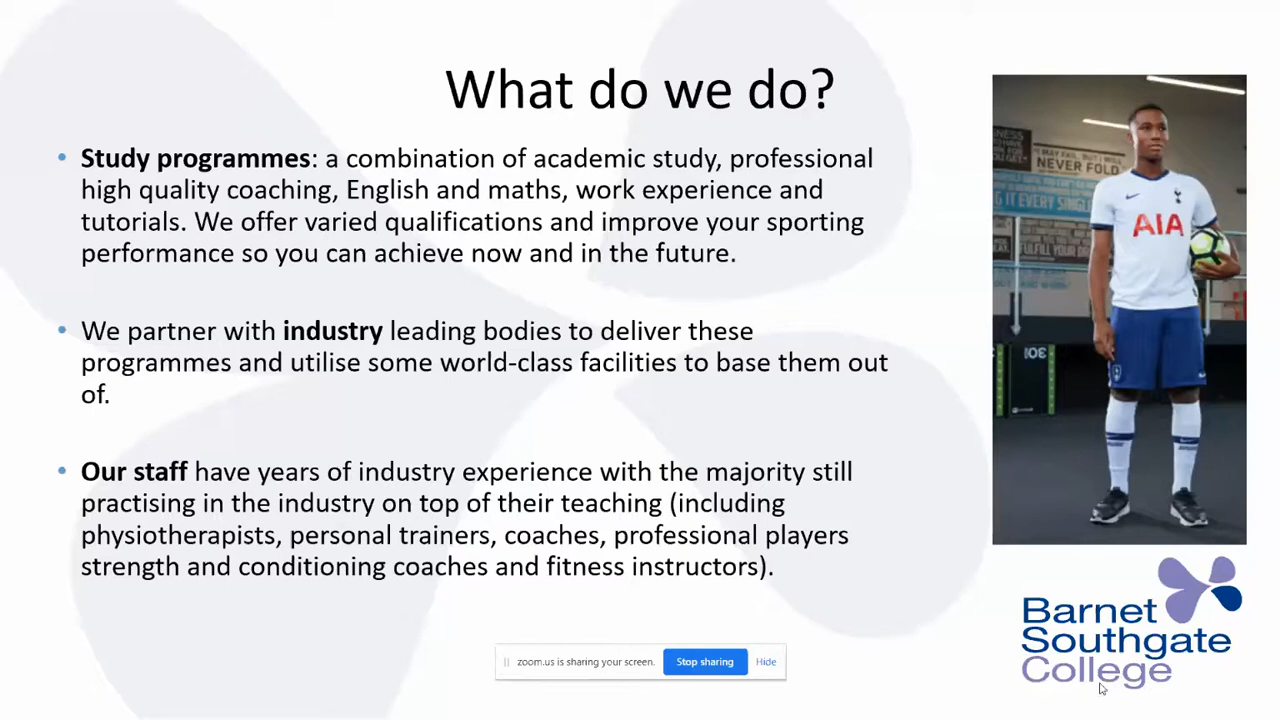 What do we do?
• Study programmes: a combination of academic study, professional
high quality coaching, English and maths, work experience and
tutorials. We offer varied qualifications and improve your sporting
performance so you can achieve now and in the future.
• We partner with industry leading bodies to deliver these
programmes and utilise some world-class facilities to base them out
of.
• Our staff have years of industry experience with the majority still
practising in the industry on top of their teaching (including
physiotherapists, personal trainers, coaches, professional players
strength and conditioning coaches and fitness instructors).
NEVER FOLD
AIA
Barnet
Southgate
College
zoom.us is sharing your screen.
Stop sharing
Hide